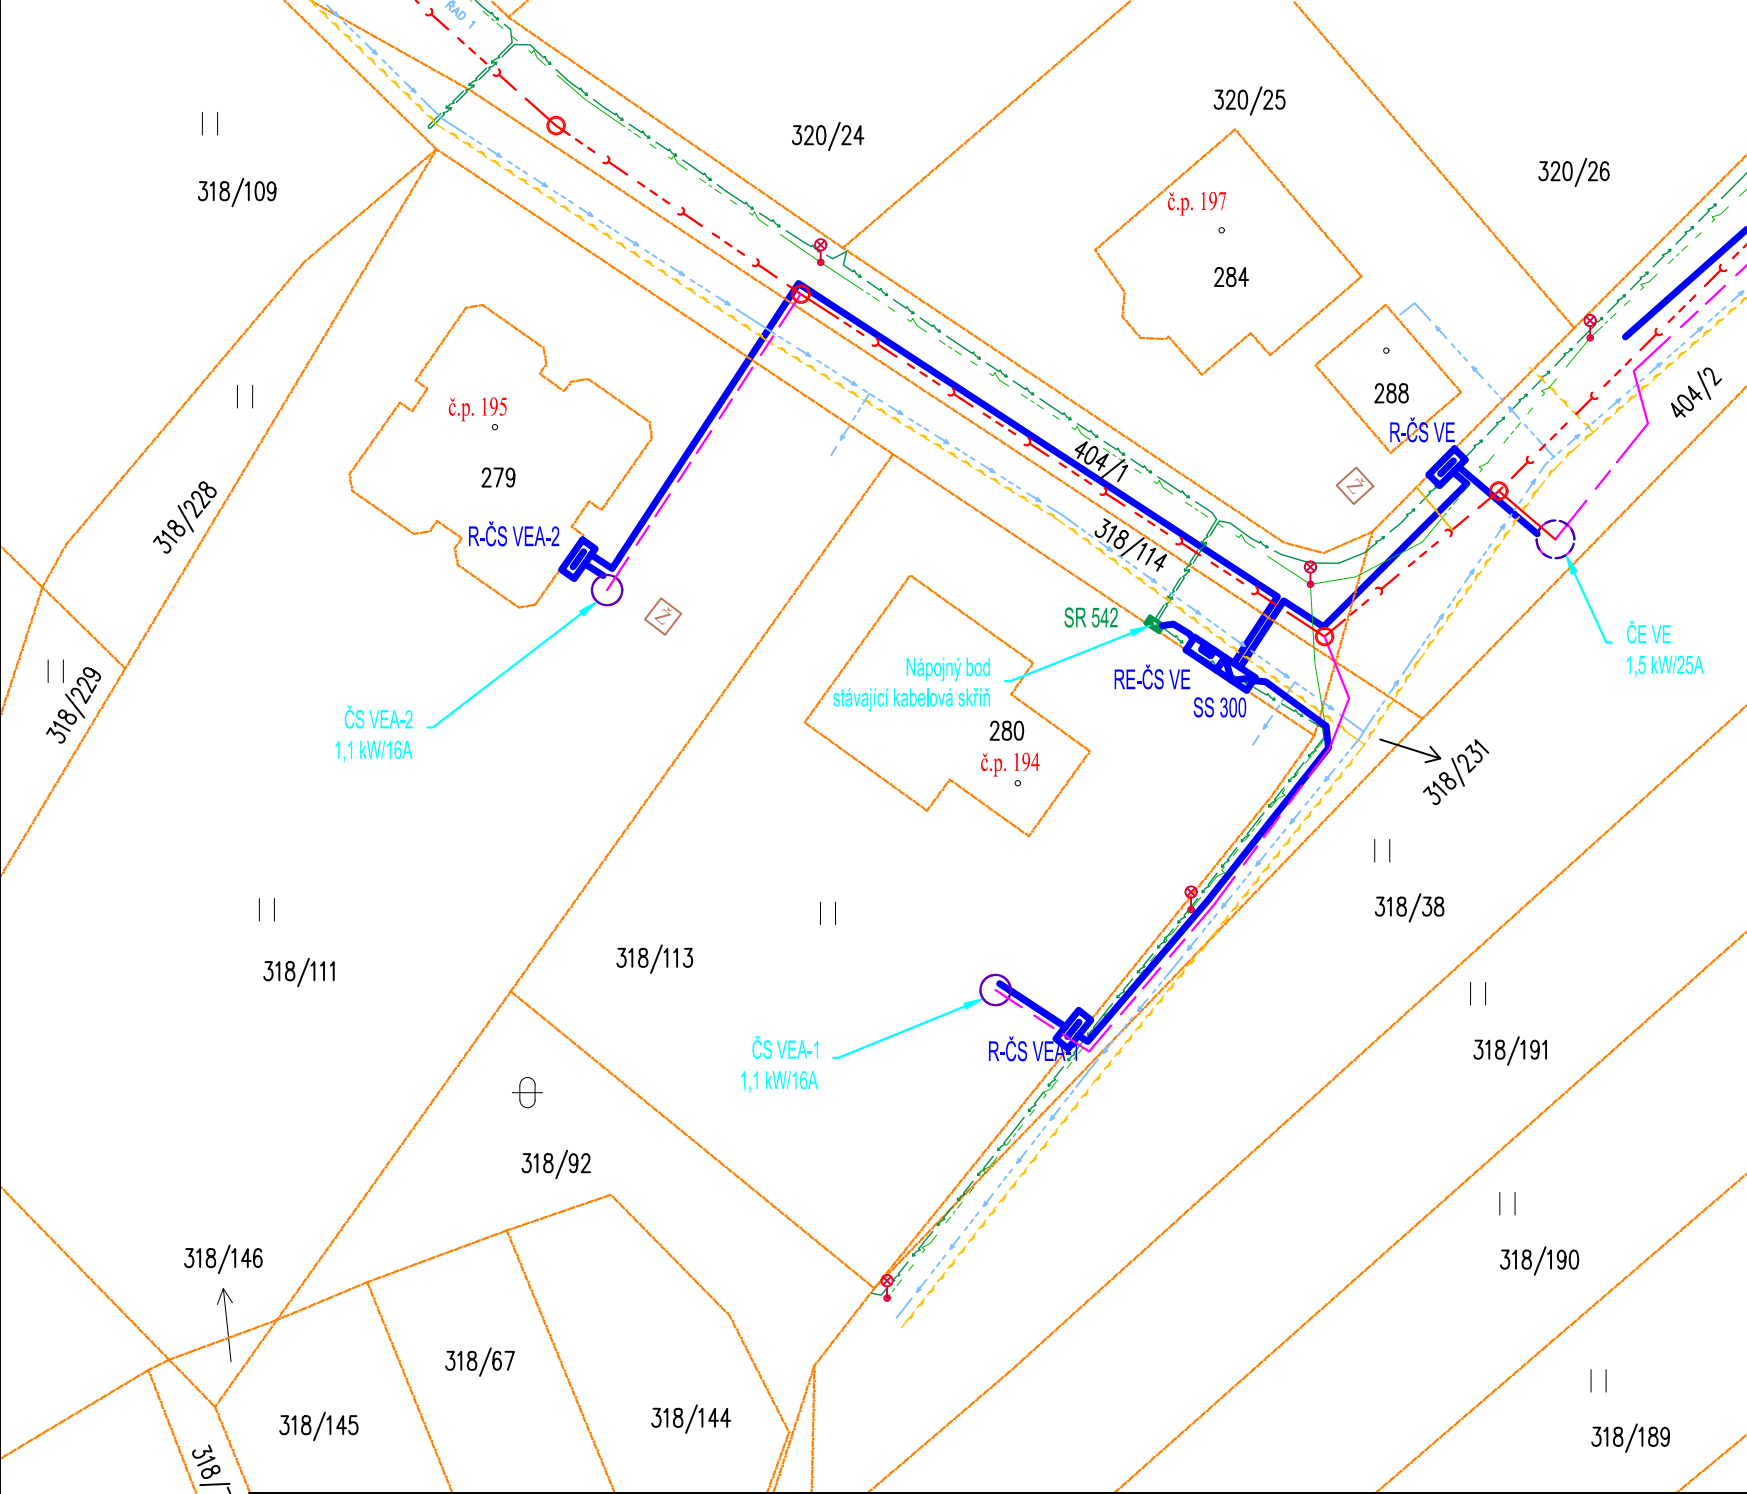 ŘAD 1
320/24
320/25
320/26
318/109
č.p. 197
284
288
404/2
č.p. 195
279
R-ČS VE
404/1
318/228
R-ČS VEA-2
318/114
Ž
Ž
SR 542
ČE VE
1,5 kW/25A
Nápojný bod
stávající kabelová skříň
RE-ČS VE
SS 300
318/229
ČS VEA-2
1,1 kW/16A
280
č.p. 194
318/231
318/38
318/111
318/113
318/191
ČS VEA-1
1,1 kW/16A
R-ČS VEA-1
318/92
318/146
318/190
318/67
318/145
318/144
318/189
318/